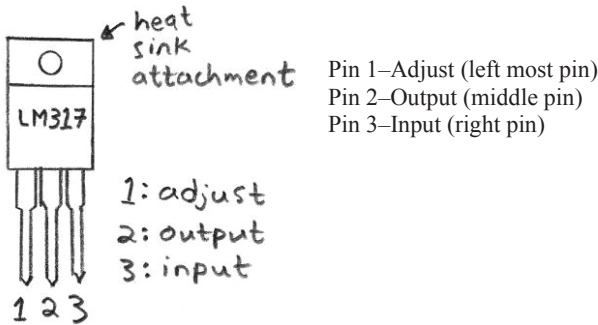 heat
sink
attachment
LM317
1: adjust
2: output
3: input
1 2 3
Pin 1–Adjust (left most pin)
Pin 2–Output (middle pin)
Pin 3–Input (right pin)